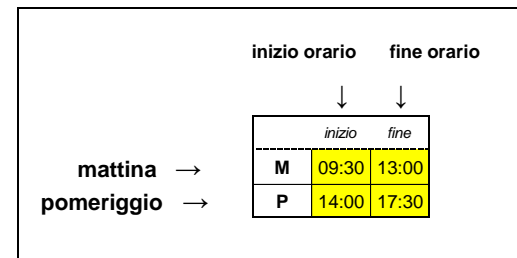 inizio orario fine orario
↓ ↓
inizio fine
mattina → M 09:30 13:00
pomeriggio → P 14:00 17:30